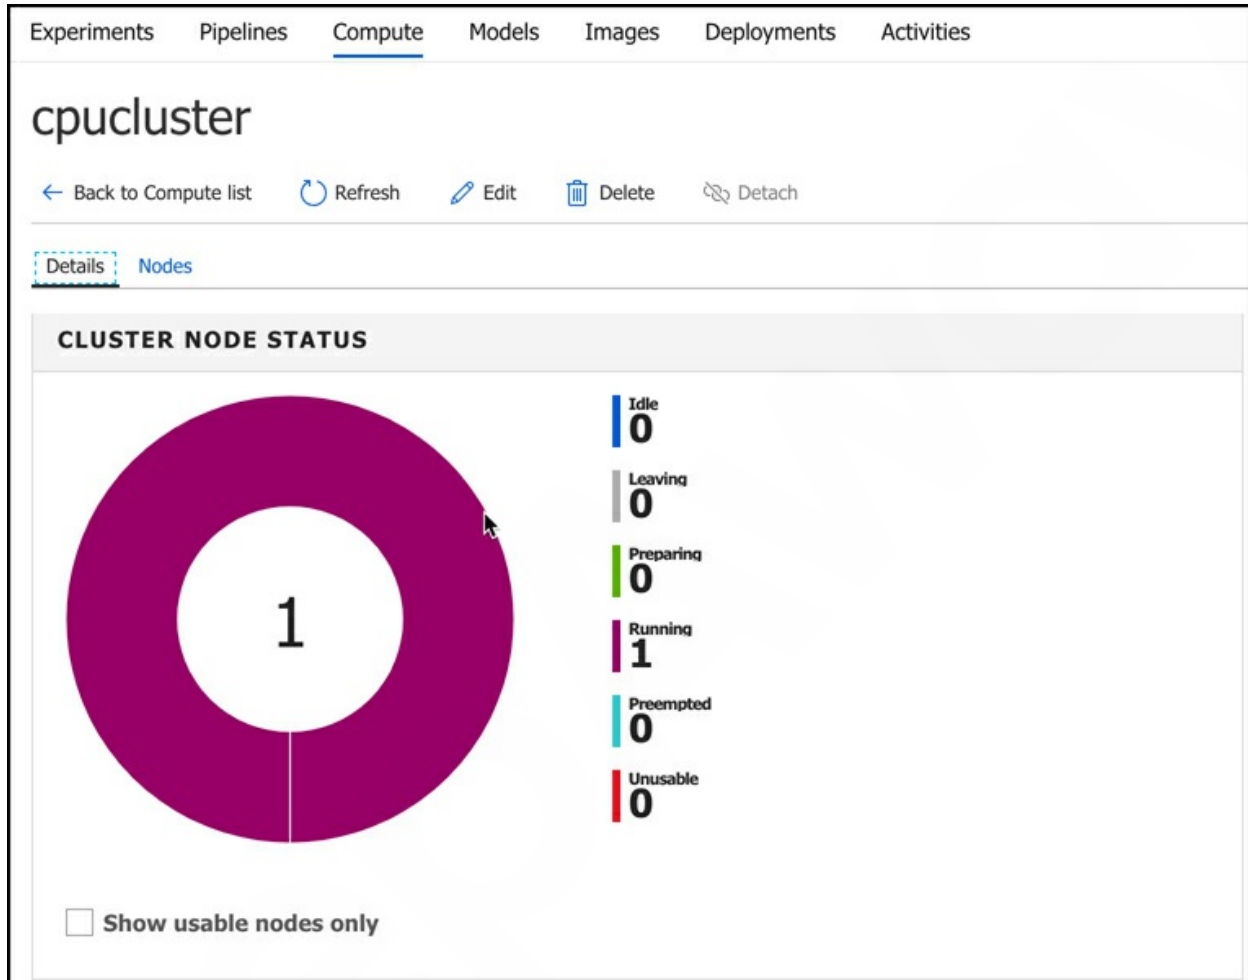 Experiments Pipelines Compute Models Images Deployments Activities
cpucluster
Back to Compute list Refresh Edit Delete Detach
Details Nodes
CLUSTER NODE STATUS
1
Idle
0
Leaving
0
Preparing
0
Running
1
Preempted
0
Unusable
0
Show usable nodes only